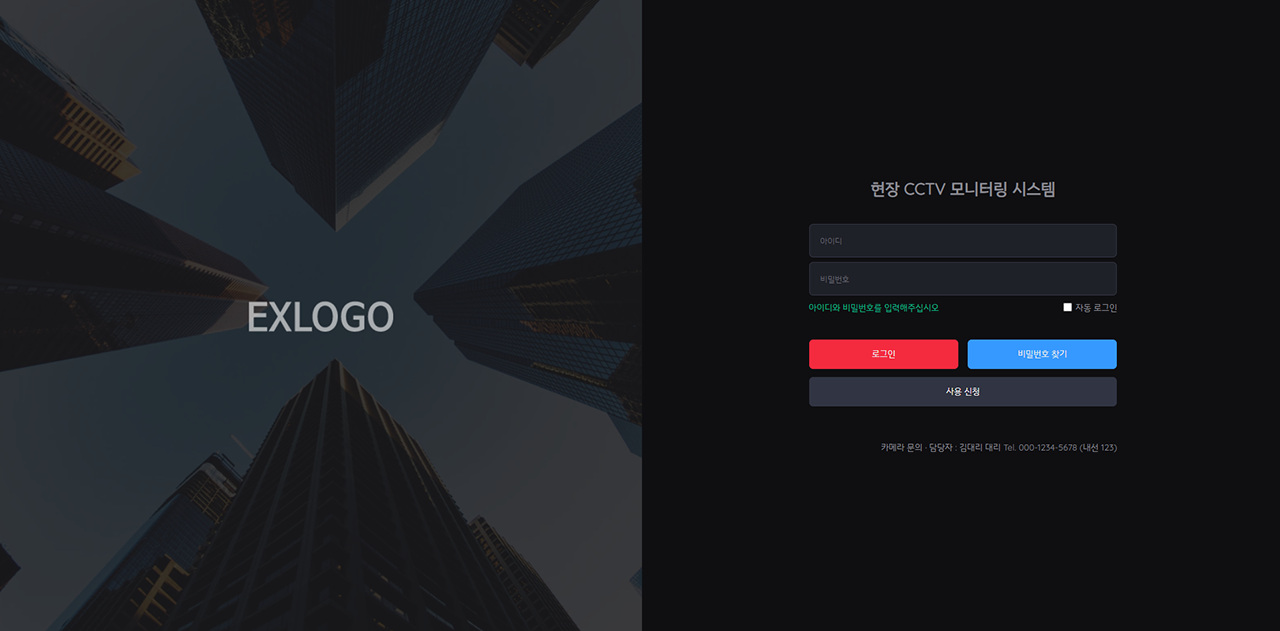 EXLOGO
현장 CCTV 모니터링 시스템
아이디
비밀번호
아이디와 비밀번호를 입력해주십시오
자동 로그인
로그인
비밀번호 찾기
사용 신청
카메라 문의 · 담당자 : 김대리 대리 Tel. 000-1234-5678 (내선 123)